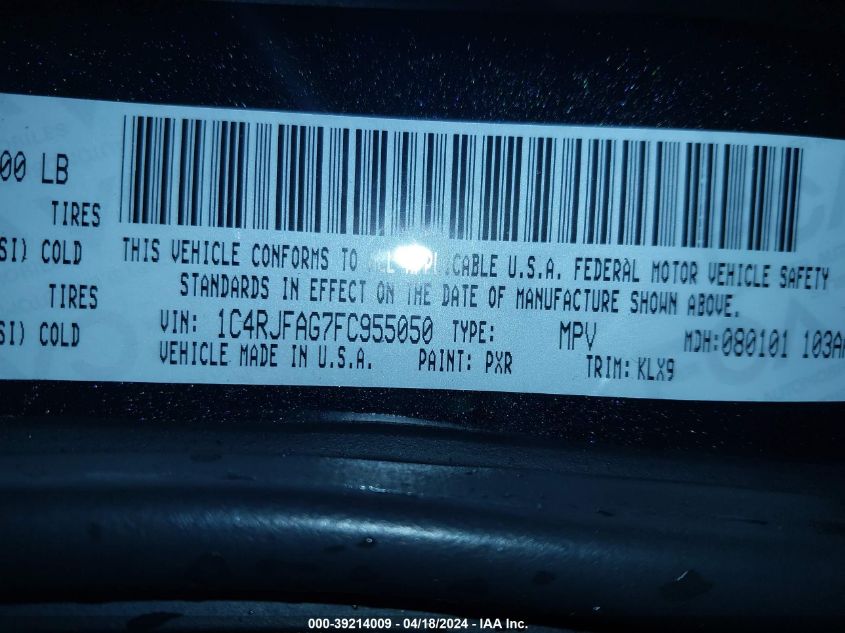 00 LB
TIRES
SI) COLD
TIRES
SI) COLD
THIS VEHICLE CONFORMS TO ALL APPLICABLE U.S.A. FEDERAL MOTOR VEHICLE SAFETY
STANDARDS IN EFFECT ON THE DATE OF MANUFACTURE SHOWN ABOVE.
VIN: 1C4RJFAG7FC955050 TYPE: MPV MDH:080101 103A
VEHICLE MADE IN U.S.A. PAINT: PXR TRIM: KLX9
000-39214009 - 04/18/2024 - IAA Inc.